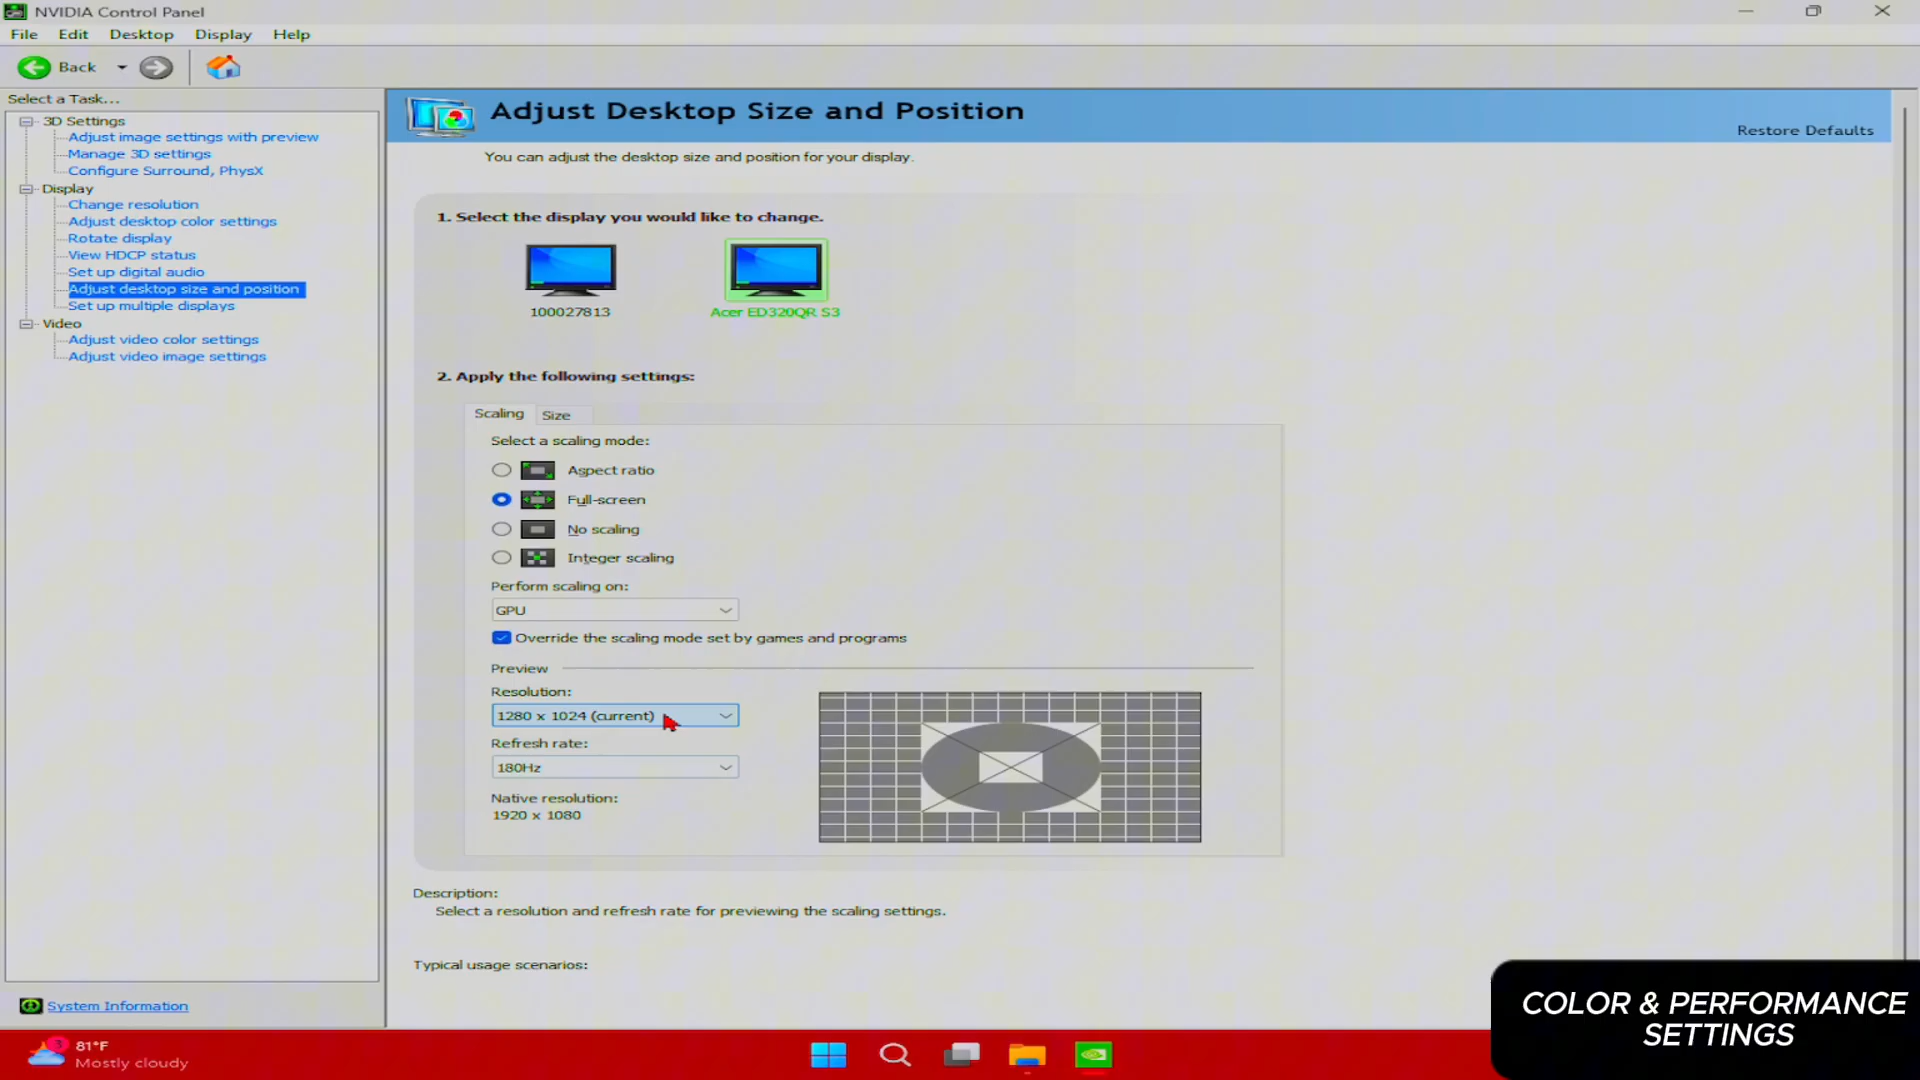 NVIDIA Control Panel
File Edit Desktop Display Help
Back
Select a Task...
3D Settings
Adjust image settings with preview
Manage 3D settings
Configure Surround, PhysX
Display
Change resolution
Adjust desktop color settings
Rotate display
View HDCP status
Set up digital audio
Adjust desktop size and position
Set up multiple displays
Video
Adjust video color settings
Adjust video image settings
System Information
Adjust Desktop Size and Position
Restore Defaults
You can adjust the desktop size and position for your display.
1. Select the display you would like to change.
100027813
Acer ED320QR S3
2. Apply the following settings:
Scaling Size
Select a scaling mode:
Aspect ratio
Full-screen
No scaling
Integer scaling
Perform scaling on:
GPU
Override the scaling mode set by games and programs
Preview
Resolution:
1280 x 1024 (current)
Refresh rate:
180Hz
Native resolution:
1920 x 1080
Description:
Select a resolution and refresh rate for previewing the scaling settings.
Typical usage scenarios:
COLOR & PERFORMANCE
SETTINGS
3
81°F
Mostly cloudy